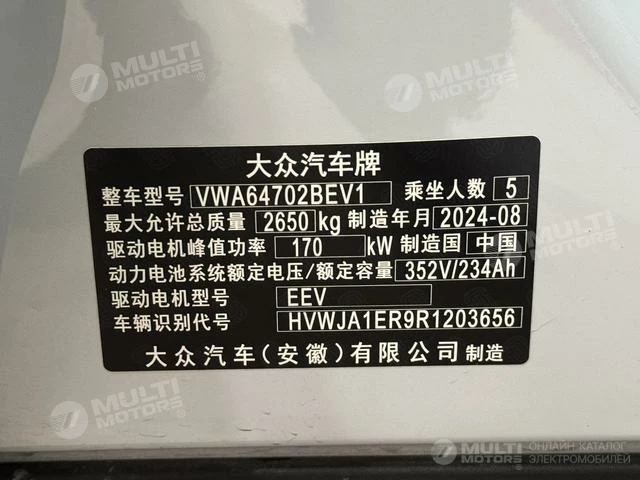 MULTI MOTORS®
MULTI MOTORS®
大众汽车牌
整车型号 VWA64702BEV1 乘坐人数 5
最大允许总质量 2650 kg 制造年月 2024-08
驱动电机峰值功率 170 kW 制造国 中国
动力电池系统额定电压/额定容量 352V/234Ah
驱动电机型号 EEV
车辆识别代号 HVWJA1ER9R1203656
大众汽车(安徽)有限公司 制造
MULTI MOTORS®
MULTI MOTORS®
ОНЛАЙН-КАТАЛОГ
ЭЛЕКТРОМОБИЛЕЙ